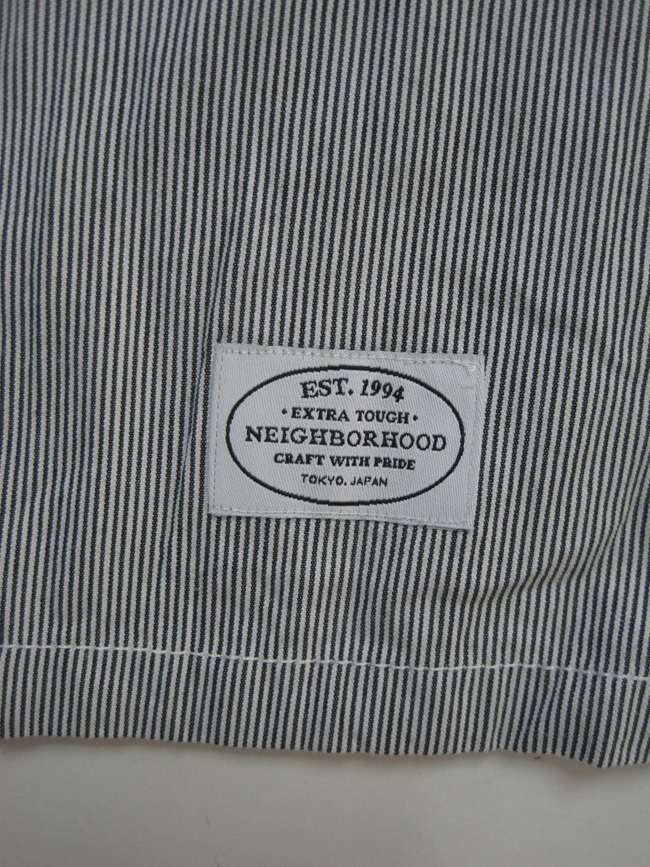 EST. 1994
• EXTRA TOUGH •
NEIGHBORHOOD
CRAFT WITH PRIDE
TOKYO. JAPAN